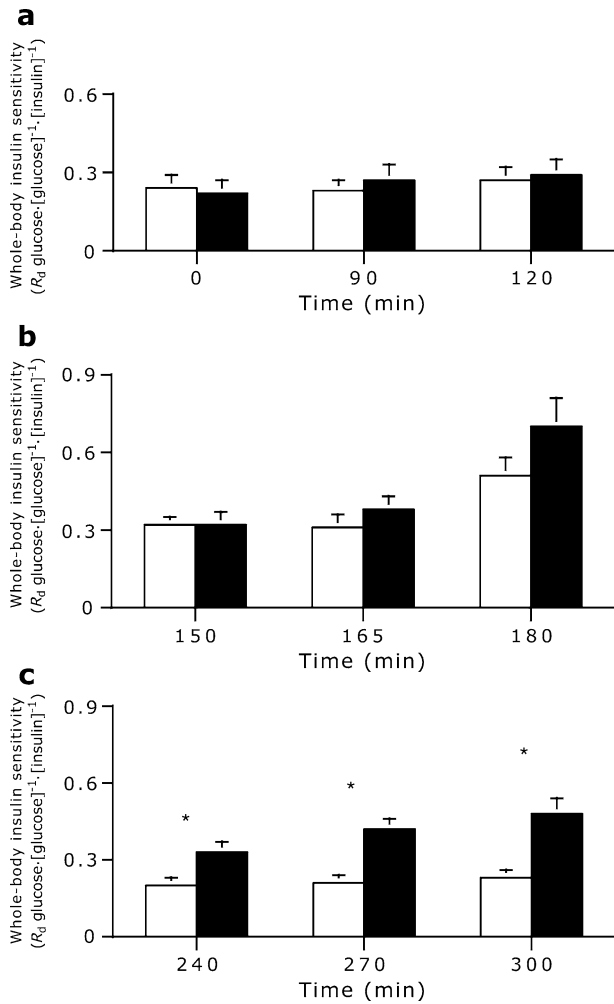 a
Whole-body insulin sensitivity
(Rd glucose·[glucose]-1·[insulin]-1)
0.6
0.3
0
0 90 120
Time (min)
b
Whole-body insulin sensitivity
(Rd glucose·[glucose]-1·[insulin]-1)
0.9
0.6
0.3
0
150 165 180
Time (min)
c
Whole-body insulin sensitivity
(Rd glucose·[glucose]-1·[insulin]-1)
0.9
0.6
0.3
0
* * *
240 270 300
Time (min)